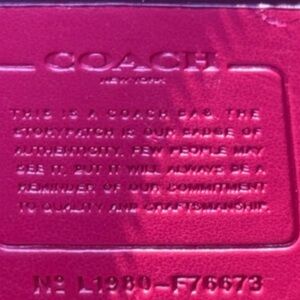 COACH
NEW YORK
THIS IS A COACH BAG. THE
STORYPATCH IS OUR BADGE OF
AUTHENTICITY. FEW PEOPLE MAY
SEE IT, BUT IT WILL ALWAYS BE A
REMINDER OF OUR COMMITMENT
TO QUALITY AND CRAFTSMANSHIP.
Nº L1980-F76673